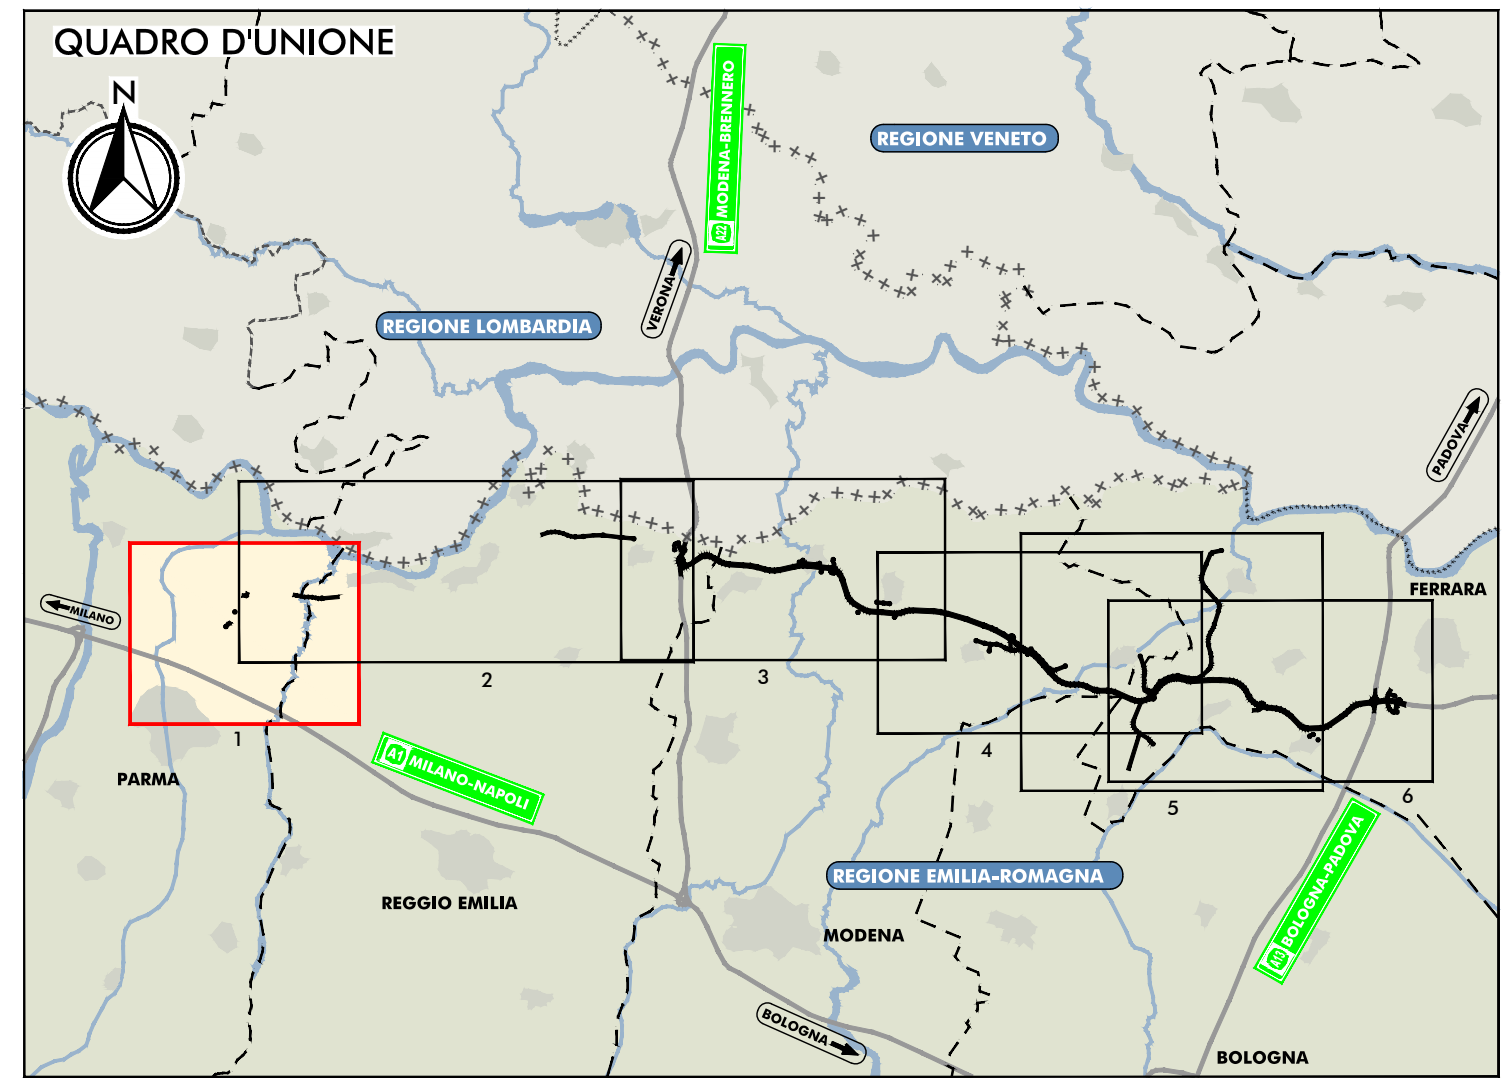 QUADRO D'UNIONE
N
A22 MODENA-BRENNERO
REGIONE VENETO
VERONA
REGIONE LOMBARDIA
PADOVA
MILANO
FERRARA
1
2
3
4
5
6
PARMA
A1 MILANO-NAPOLI
REGGIO EMILIA
REGIONE EMILIA-ROMAGNA
MODENA
A13 BOLOGNA-PADOVA
BOLOGNA
BOLOGNA